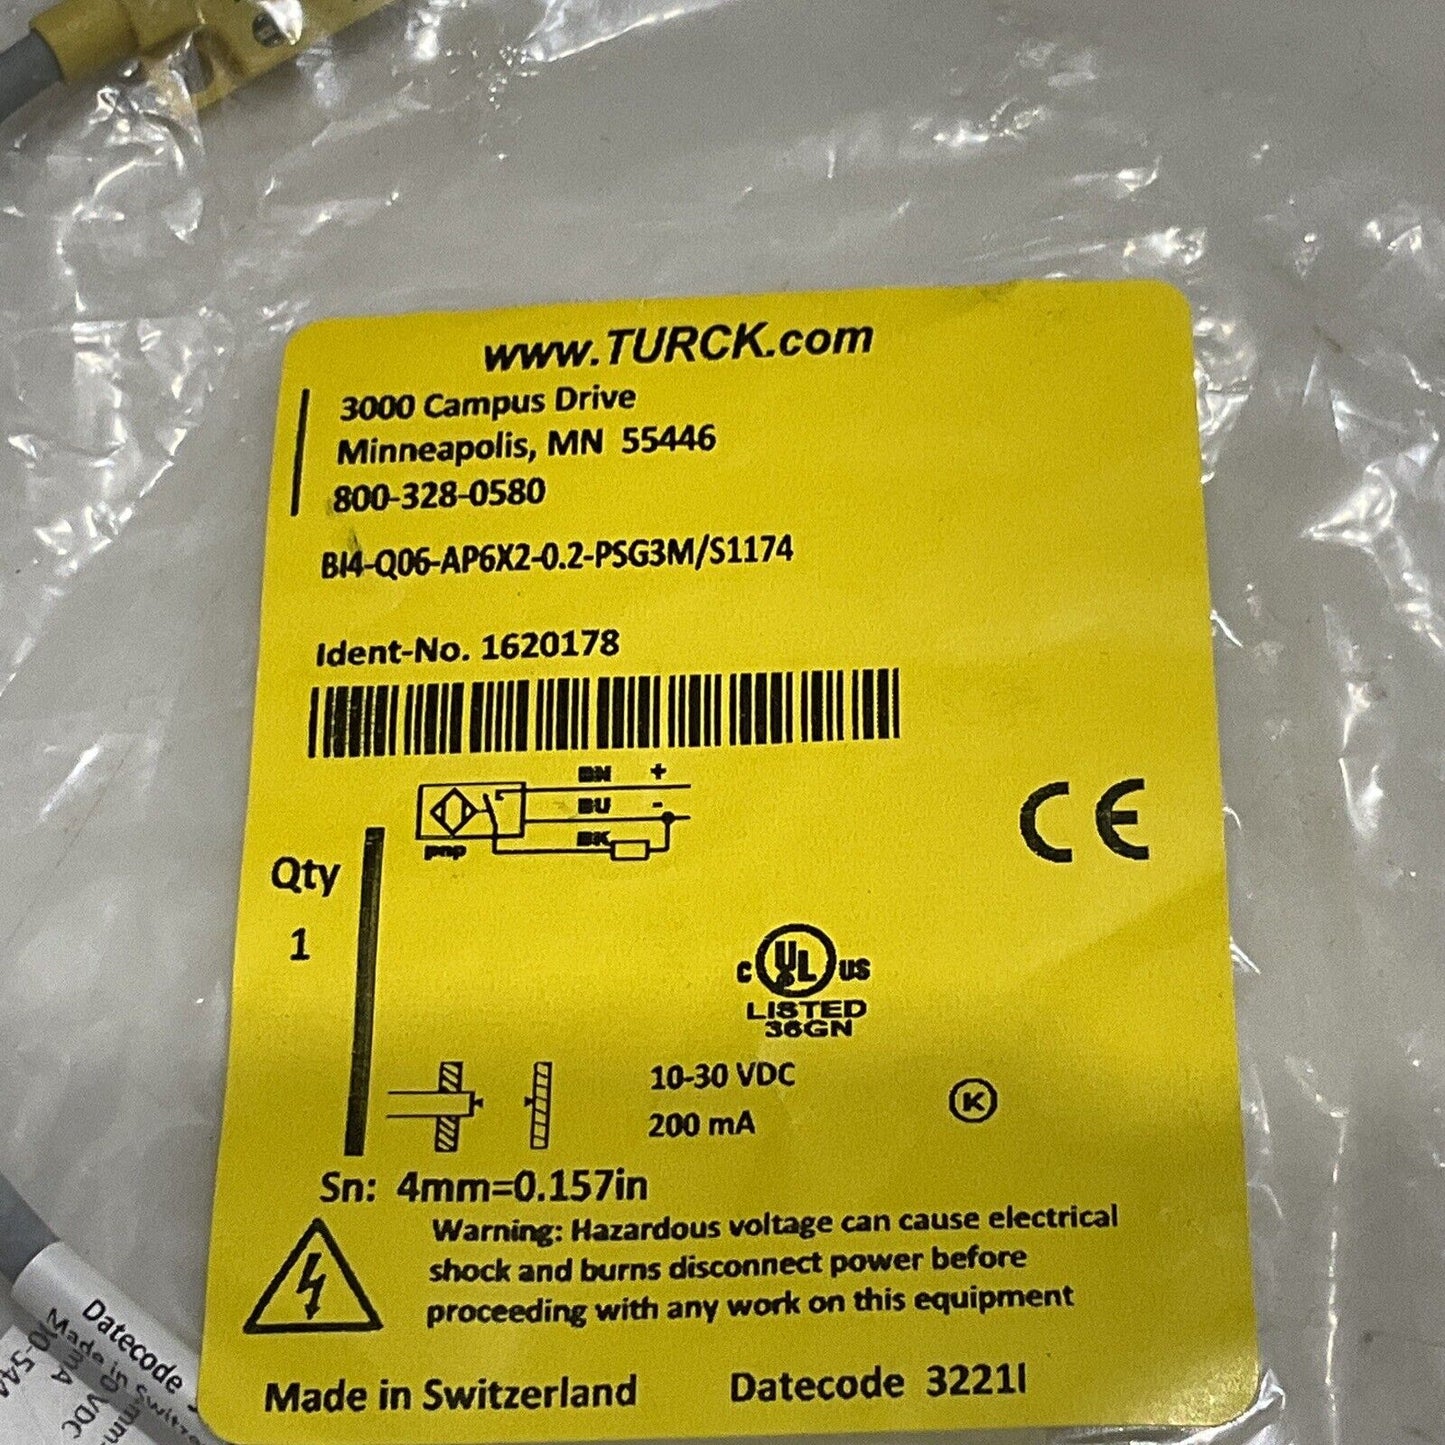 www.TURCK.com
3000 Campus Drive
Minneapolis, MN 55446
800-328-0580
BI4-Q06-AP6X2-0.2-PSG3M/S1174
Ident-No. 1620178
BN +
BU -
BK
pnp
CE
Qty
1
c UL us
LISTED
36GN
10-30 VDC
200 mA
K
Sn: 4mm=0.157in
Warning: Hazardous voltage can cause electrical
shock and burns disconnect power before
proceeding with any work on this equipment
Made in Switzerland
Datecode 3221I
Datecode
Made in